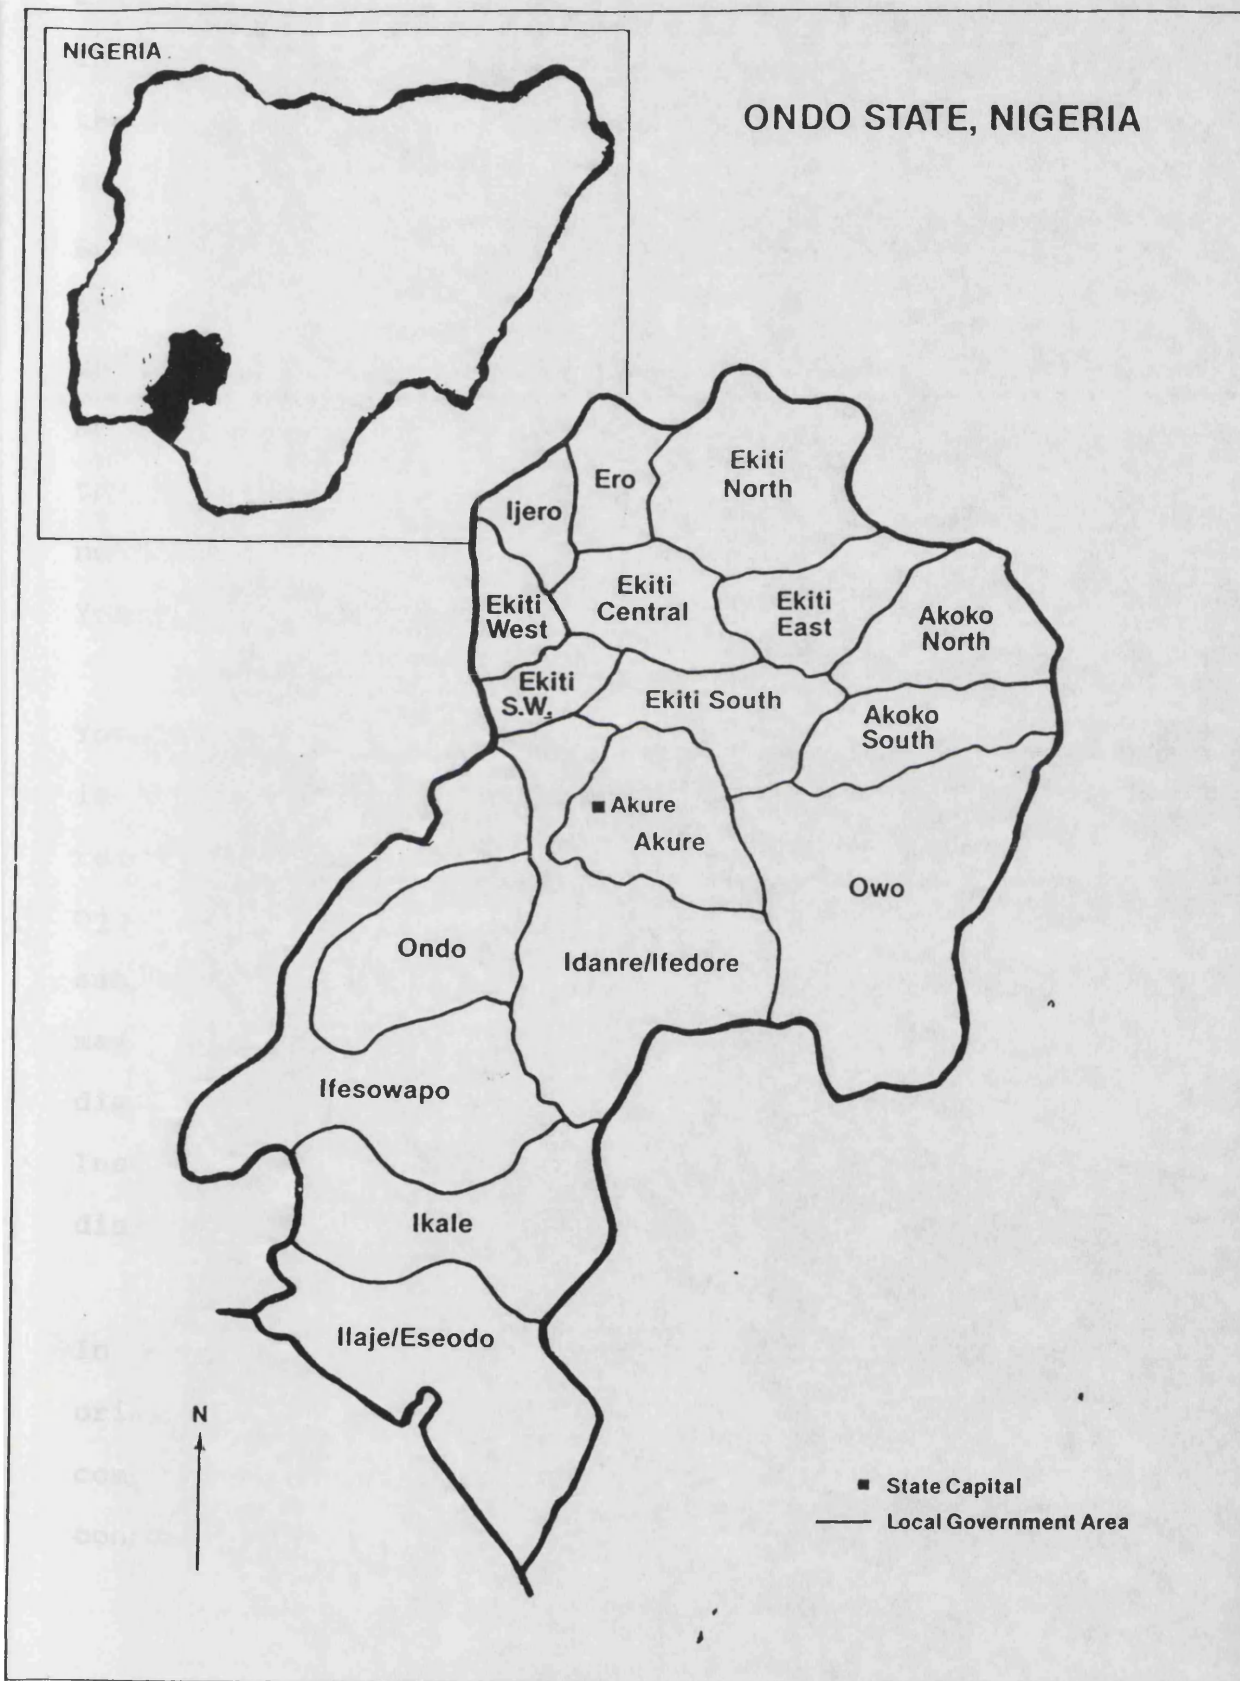 NIGERIA
ONDO STATE, NIGERIA
Ekiti
North
Ero
Ijero
Ekiti
Central
Ekiti
East
Ekiti
West
Akoko
North
Ekiti
S.W.
Ekiti South
Akoko
South
Akure
Akure
Owo
Ondo
Idanre/Ifedore
Ifesowapo
Ikale
Ilaje/Eseodo
N
State Capital
Local Government Area